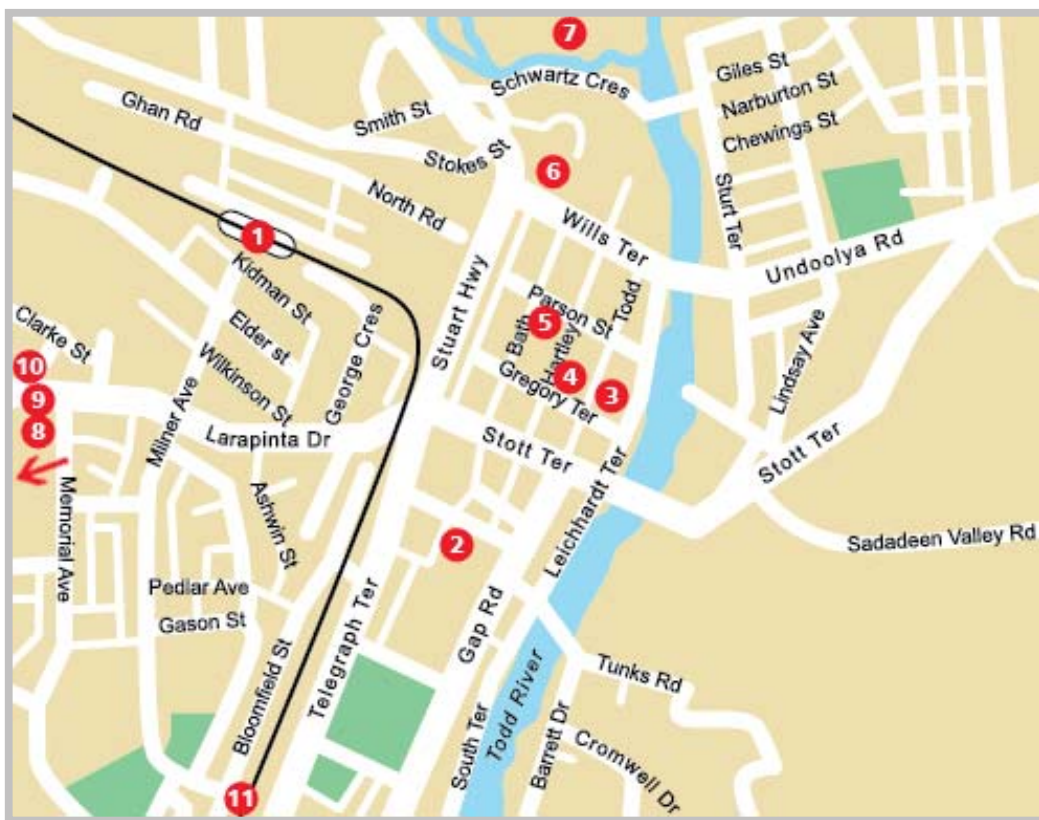 7
Schwartz Cres
Giles St
Narburton St
Chewings St
Ghan Rd
Smith St
Stokes St
6
North Rd
Sturt Ter
1
Wills Ter
Undoolya Rd
Kidman St
Stuart Hwy
Parson St
Todd
Clarke St
Elder st
George Cres
5
Bath
Hartley
Lindsay Ave
10
Wilkinson St
4
Gregory Ter
3
9
8
Milner Ave
Larapinta Dr
Stott Ter
Stott Ter
Memorial Ave
Ashwin St
2
Leichhardt Ter
Sadadeen Valley Rd
Pedlar Ave
Gason St
Telegraph Ter
Gap Rd
Bloomfield St
Tunks Rd
South Ter
Todd River
Barrett Dr
Cromwell Dr
11